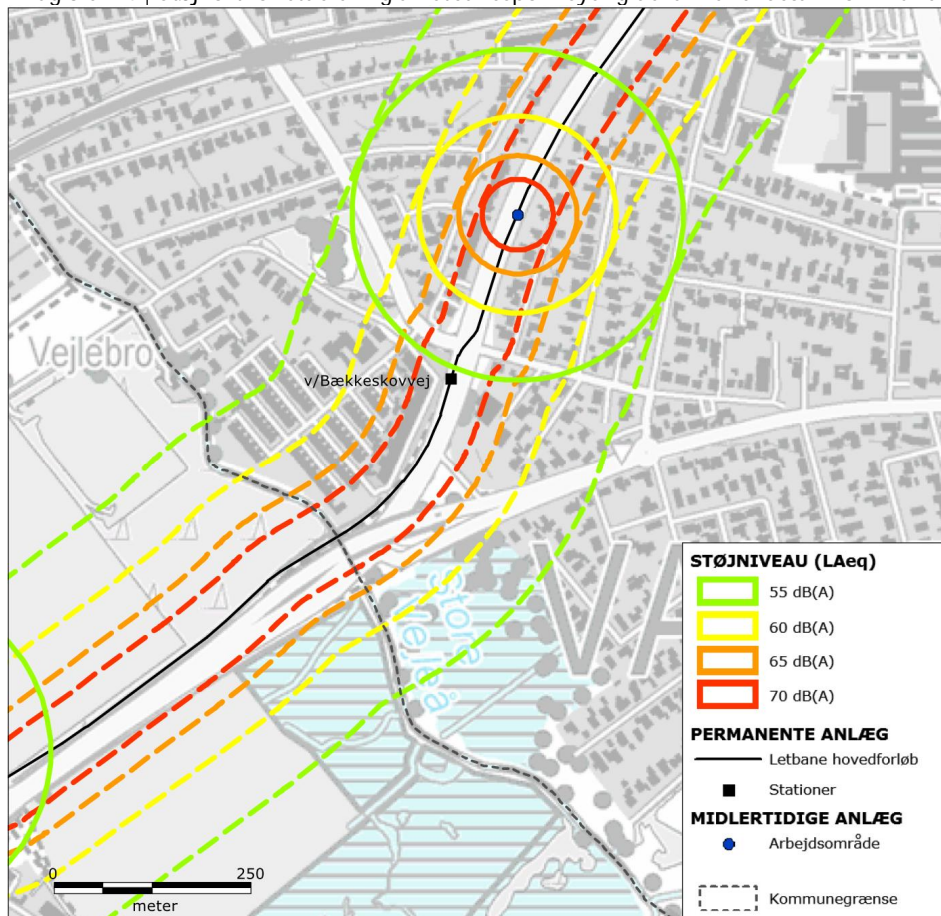 Vejlebro
v/Bækkeskovvej
Store
Vejleå
STØJNIVEAU (LAeq)
55 dB(A)
60 dB(A)
65 dB(A)
70 dB(A)
PERMANENTE ANLÆG
Letbane hovedforløb
Stationer
MIDLERTIDIGE ANLÆG
Arbejdsområde
Kommunegrænse
0 250
meter